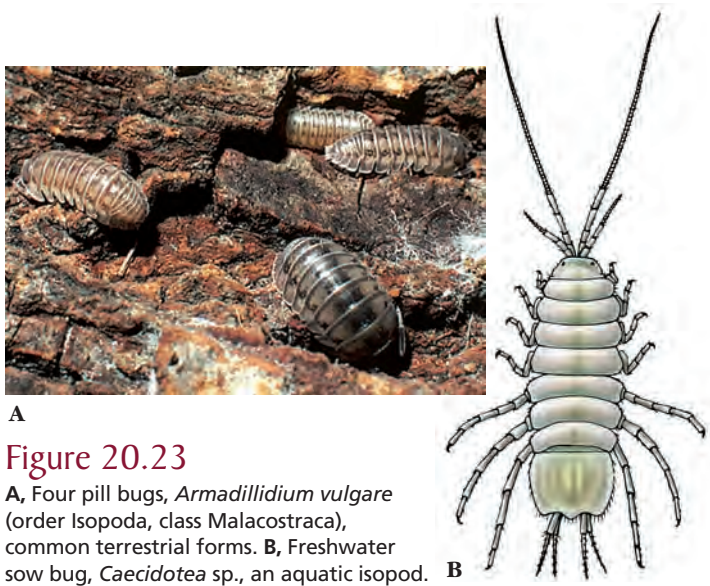 A
Figure 20.23
A, Four pill bugs, Armadillidium vulgare
(order Isopoda, class Malacostraca),
common terrestrial forms. B, Freshwater
sow bug, Caecidotea sp., an aquatic isopod.
B